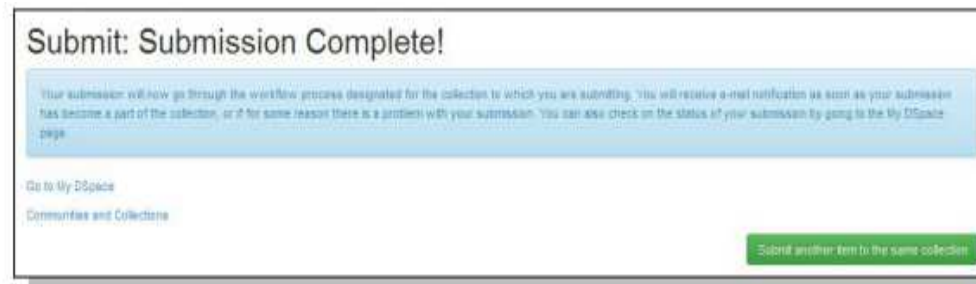 Submit: Submission Complete!
Your submission will now go through the workflow process designated for the collection to which you are submitting. You will receive e-mail notification as soon as your submission
has become a part of the collection, or if for some reason there is a problem with your submission. You can also check on the status of your submission by going to the My DSpace
page.
Go to My DSpace
Communities and Collections
Submit another item to the same collection